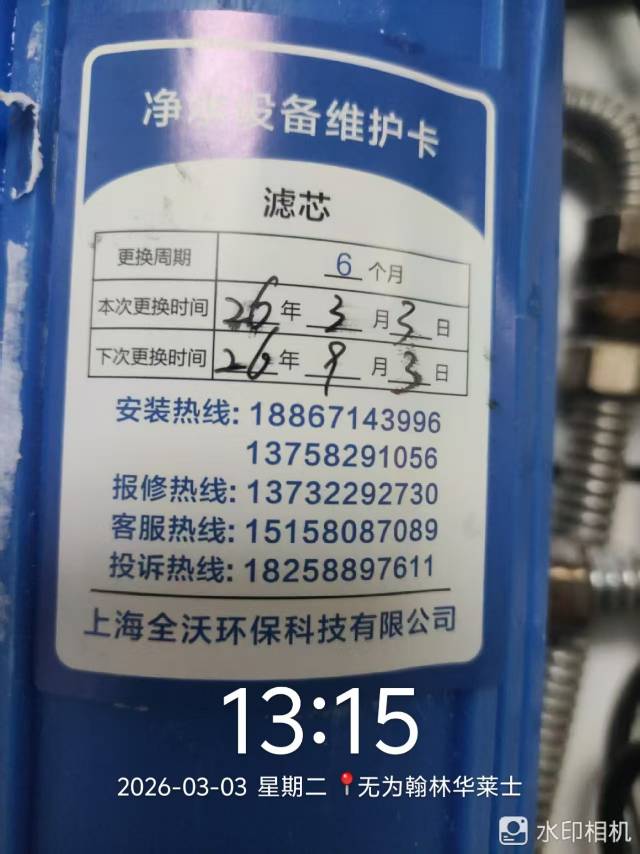 净水设备维护卡
滤芯
更换周期 6 个月
本次更换时间 26 年 3 月 3 日
下次更换时间 26 年 9 月 3 日
安装热线: 18867143996
13758291056
报修热线: 13732292730
客服热线: 15158087089
投诉热线: 18258897611
上海全沃环保科技有限公司
13:15
2026-03-03 星期二 📍无为翰林华莱士
水印相机